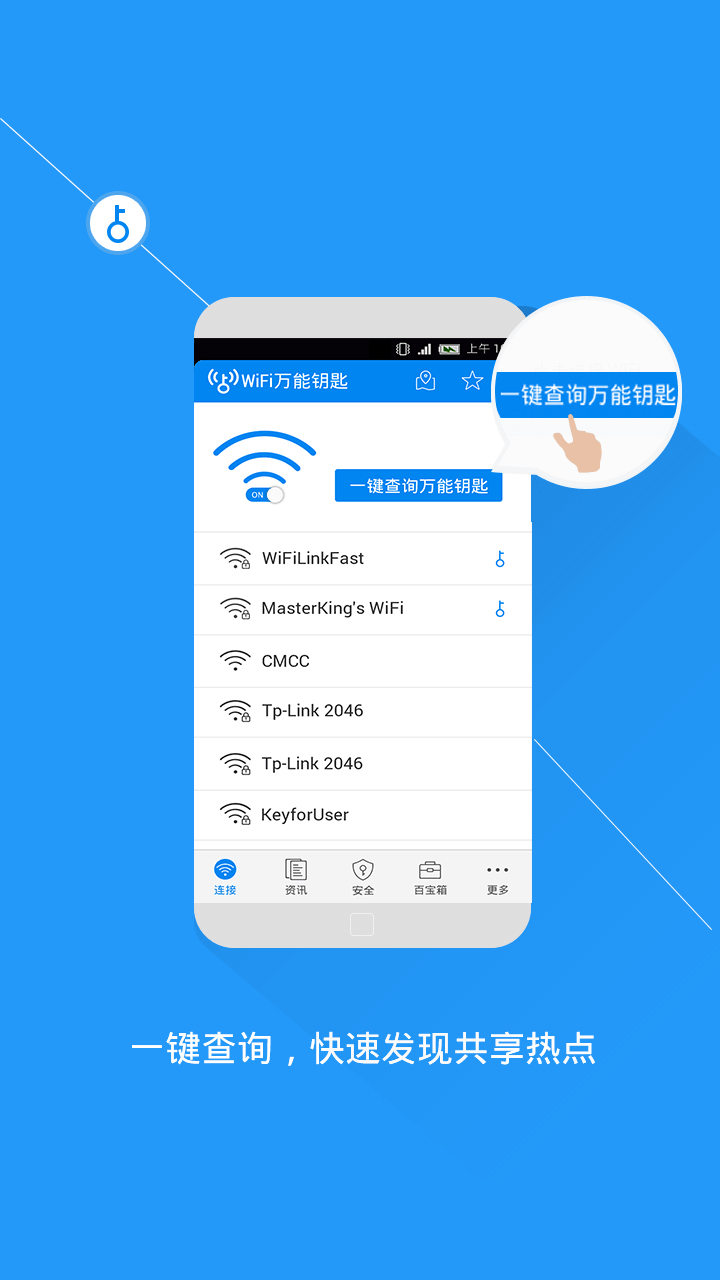 上午 1
WiFi万能钥匙
一键查询万能钥匙
ON
一键查询万能钥匙
WiFiLinkFast
MasterKing's WiFi
CMCC
Tp-Link 2046
Tp-Link 2046
KeyforUser
连接
资讯
安全
百宝箱
更多
一键查询，快速发现共享热点